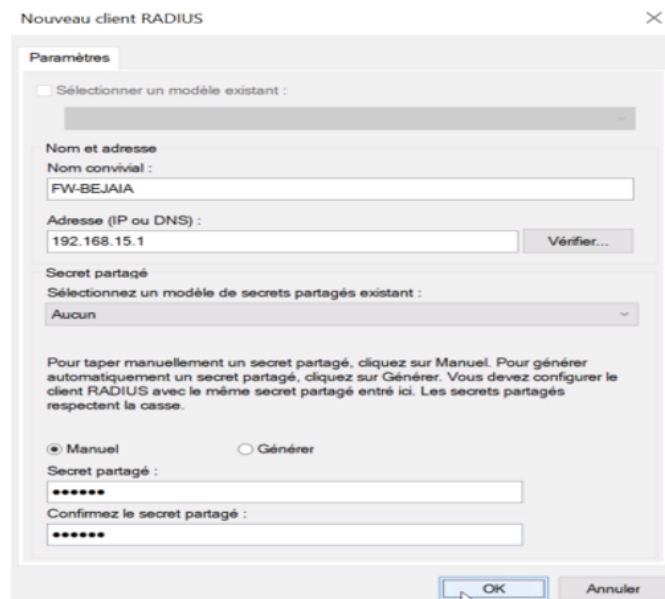 Nouveau client RADIUS
Paramètres
Sélectionner un modèle existant :
Nom et adresse
Nom convivial :
FW-BEJAIA
Adresse (IP ou DNS) :
192.168.15.1
Vérifier...
Secret partagé
Sélectionnez un modèle de secrets partagés existant :
Aucun
Pour taper manuellement un secret partagé, cliquez sur Manuel. Pour générer
automatiquement un secret partagé, cliquez sur Générer. Vous devez configurer le
client RADIUS avec le même secret partagé entré ici. Les secrets partagés
respectent la casse.
Manuel
Générer
Secret partagé :
••••••
Confirmez le secret partagé :
••••••
OK
Annuler